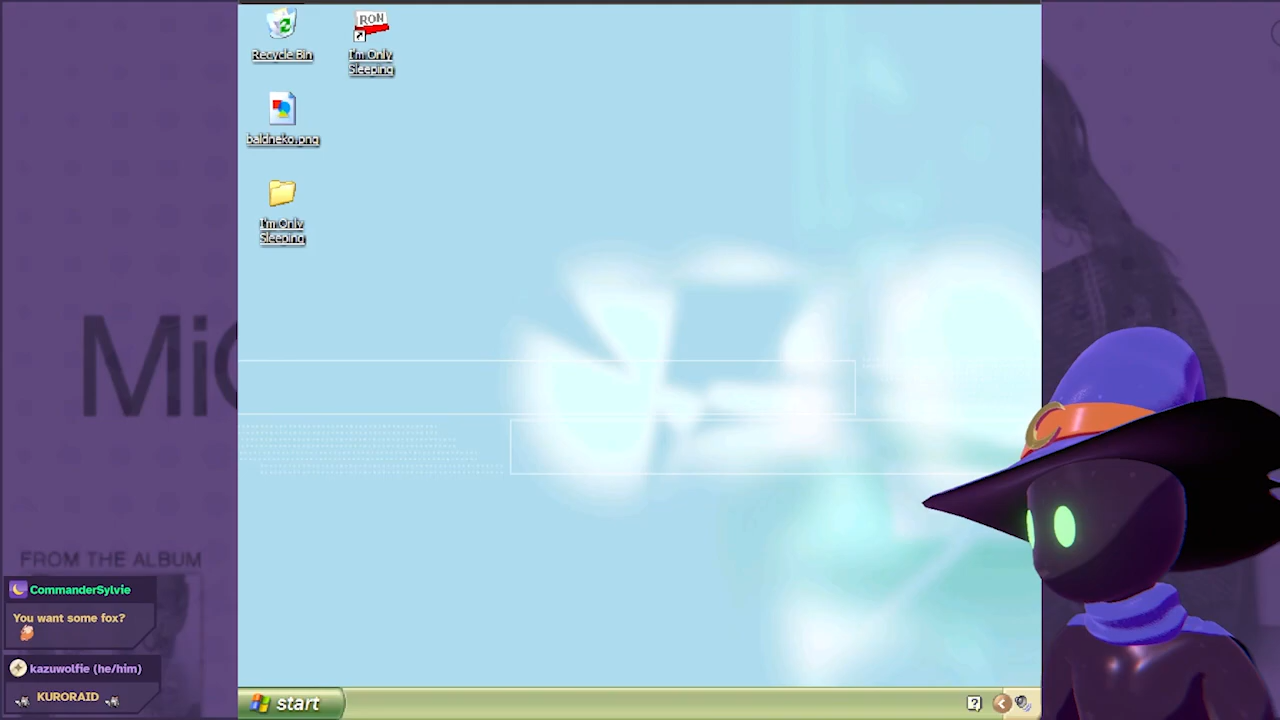 Recycle Bin
RON
I'm Only
Sleeping
baldneko.png
I'm Only
Sleeping
FROM THE ALBUM
CommanderSylvie
You want some fox?
kazuwolfie (he/him)
KURORAID
start